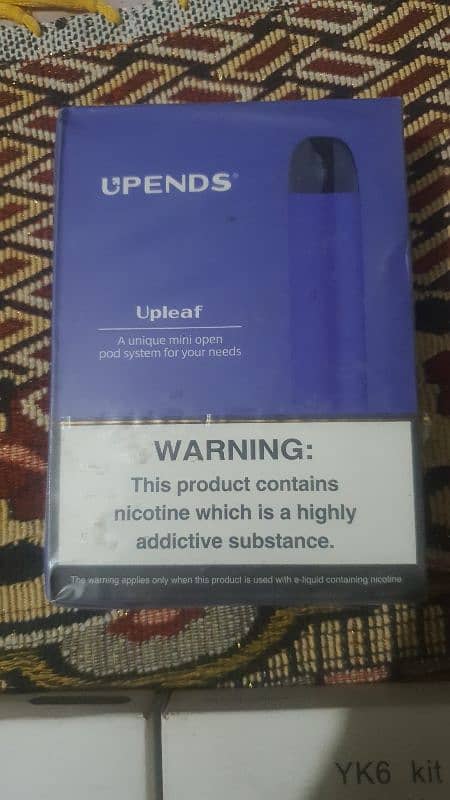 UPENDS®
Upleaf
A unique mini open
pod system for your needs
WARNING:
This product contains
nicotine which is a highly
addictive substance.
The warning applies only when this product is used with e-liquid containing nicotine
YK6 kit